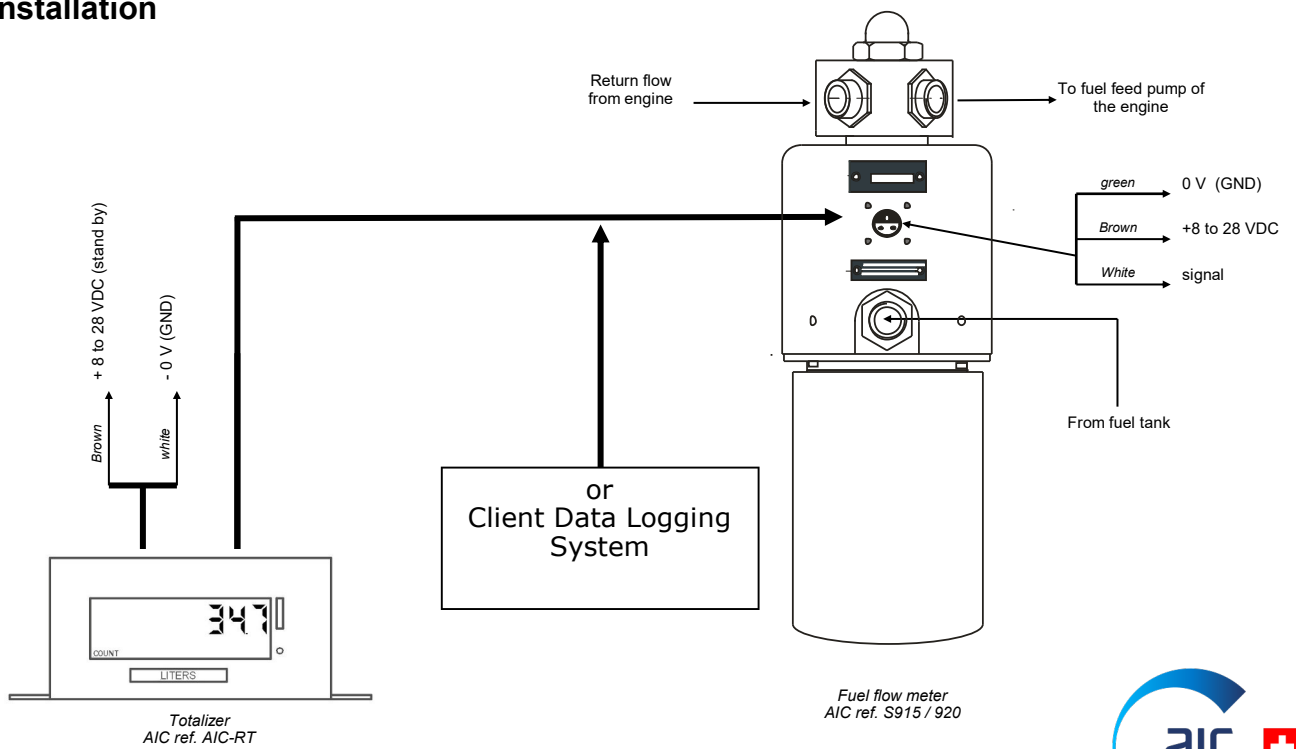 nstallation
Return flow
from engine
To fuel feed pump of
the engine
green
0 V (GND)
Brown
+8 to 28 VDC
White
signal
+ 8 to 28 VDC (stand by)
- 0 V (GND)
Brown
white
From fuel tank
or
Client Data Logging
System
34.7
COUNT
LITERS
Totalizer
AIC ref. AIC-RT
Fuel flow meter
AIC ref. S915 / 920
aic